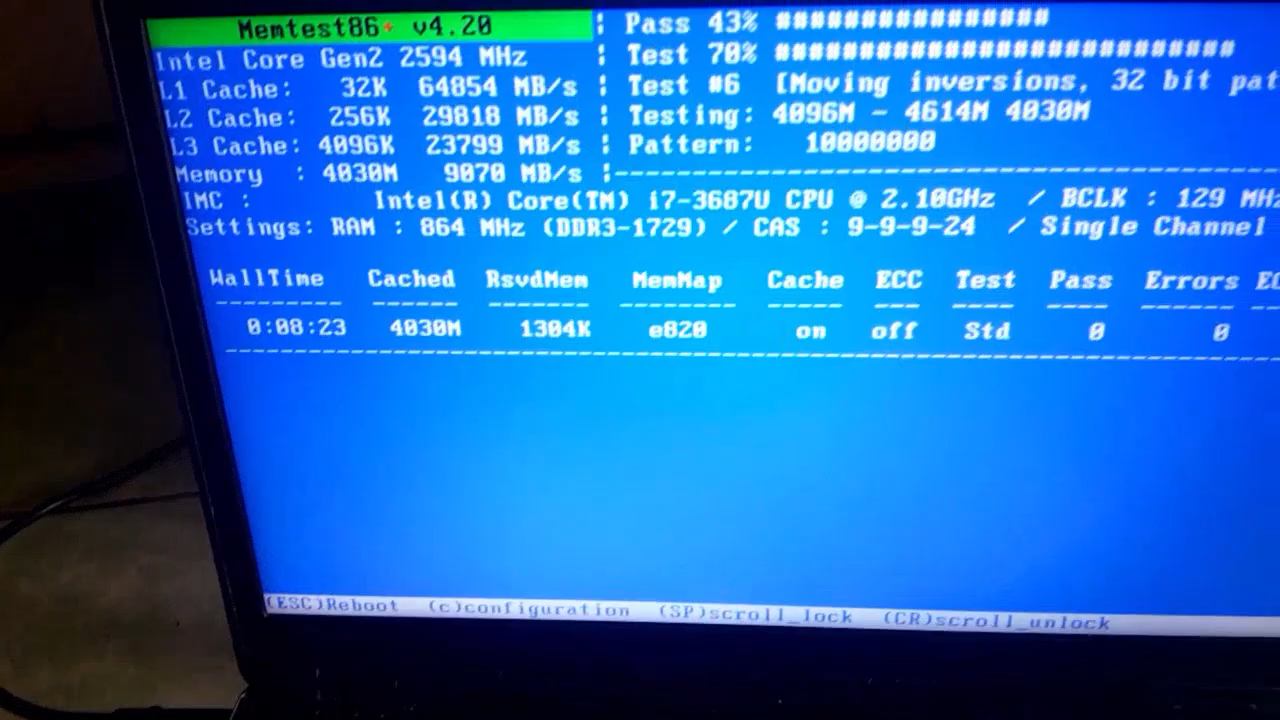 Memtest86+ v4.20 | Pass 43% ################
Intel Core Gen2 2594 MHz | Test 70% ###########################
L1 Cache: 32K 64854 MB/s | Test #6 [Moving inversions, 32 bit pat
L2 Cache: 256K 29818 MB/s | Testing: 4096M - 4614M 4030M
L3 Cache: 4096K 23799 MB/s | Pattern: 10000000
Memory : 4030M 9070 MB/s |--------------------------------------------------
IMC : Intel(R) Core(TM) i7-3687U CPU @ 2.10GHz / BCLK : 129 MHz
Settings: RAM : 864 MHz (DDR3-1729) / CAS : 9-9-9-24 / Single Channel
WallTime Cached RsvdMem MemMap Cache ECC Test Pass Errors EC
0:08:23 4030M 1304K e820 on off Std 0 0
(ESC)Reboot (c)configuration (SP)scroll_lock (CR)scroll_unlock